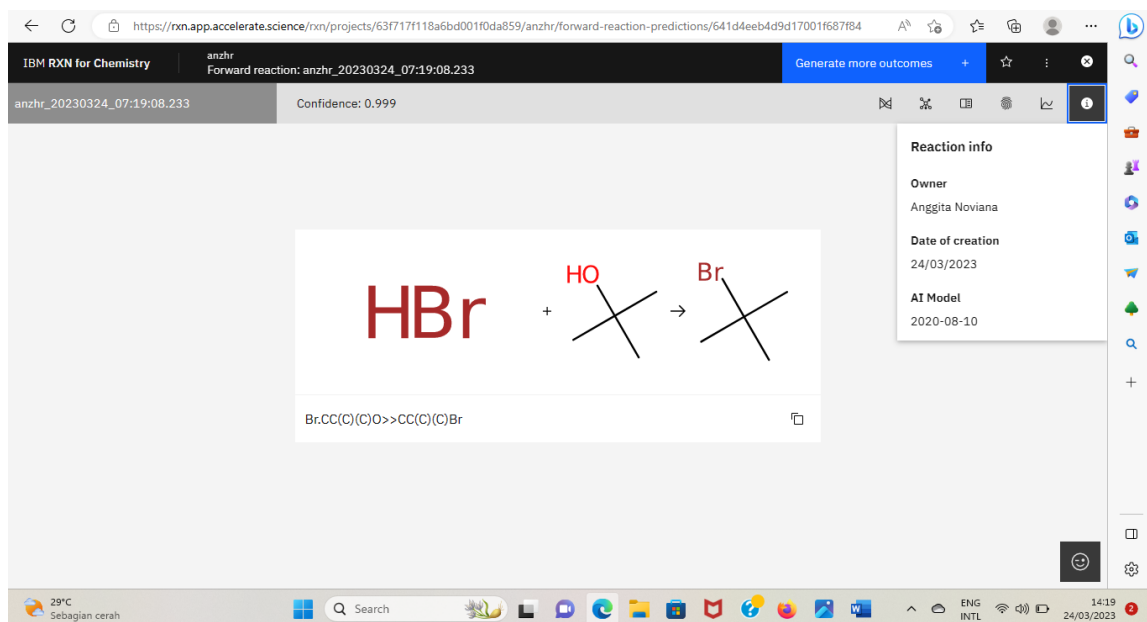 https://rxn.app.accelerate.science/rxn/projects/63f717f118a6bd001f0da859/anzhr/forward-reaction-predictions/641d4eeb4d9d17001f687f84
IBM RXN for Chemistry
anzhr
Forward reaction: anzhr_20230324_07:19:08.233
Generate more outcomes +
anzhr_20230324_07:19:08.233
Confidence: 0.999
Reaction info
Owner
Anggita Noviana
Date of creation
24/03/2023
AI Model
2020-08-10
HBr + HO → Br
Br.CC(C)(C)O>>CC(C)(C)Br
29°C
Sebagian cerah
Search
ENG
INTL
14:19
24/03/2023
2